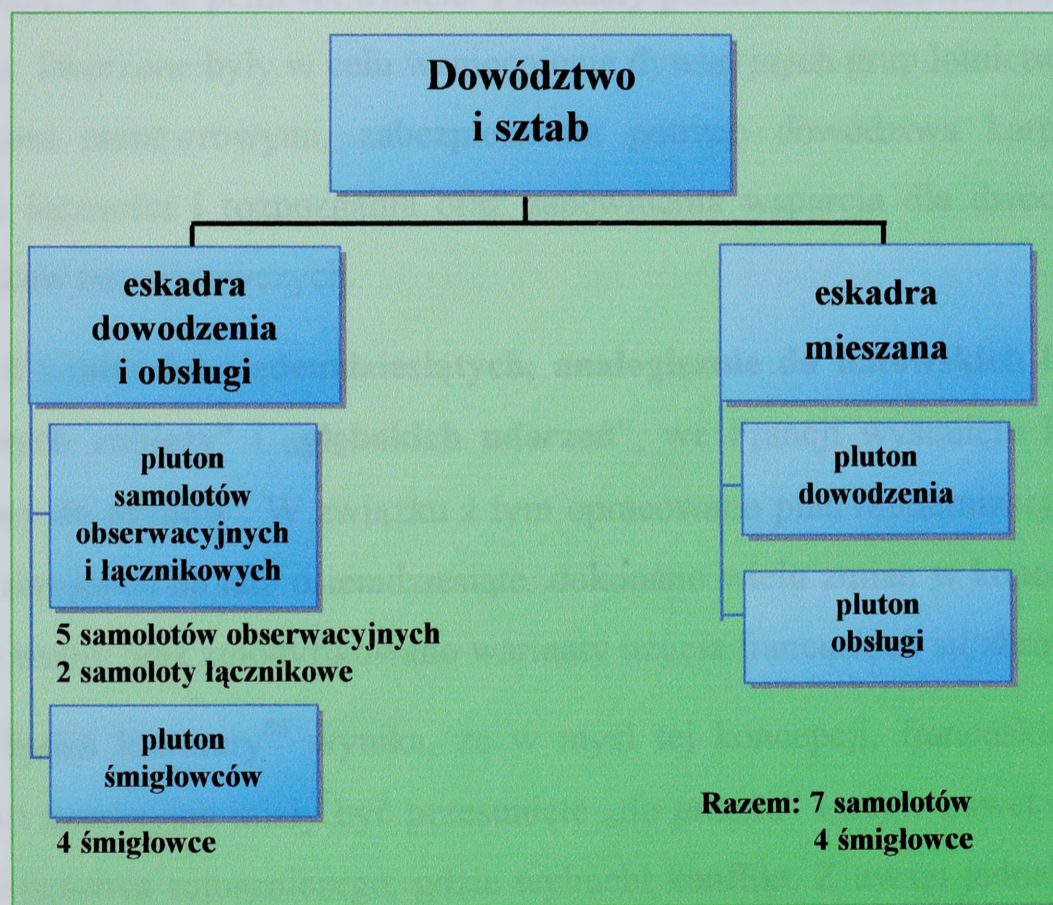 Dowództwo
i sztab
eskadra
dowodzenia
i obsługi
pluton
samolotów
obserwacyjnych
i łącznikowych
5 samolotów obserwacyjnych
2 samoloty łącznikowe
pluton
śmigłowców
4 śmigłowce
eskadra
mieszana
pluton
dowodzenia
pluton
obsługi
Razem: 7 samolotów
4 śmigłowce